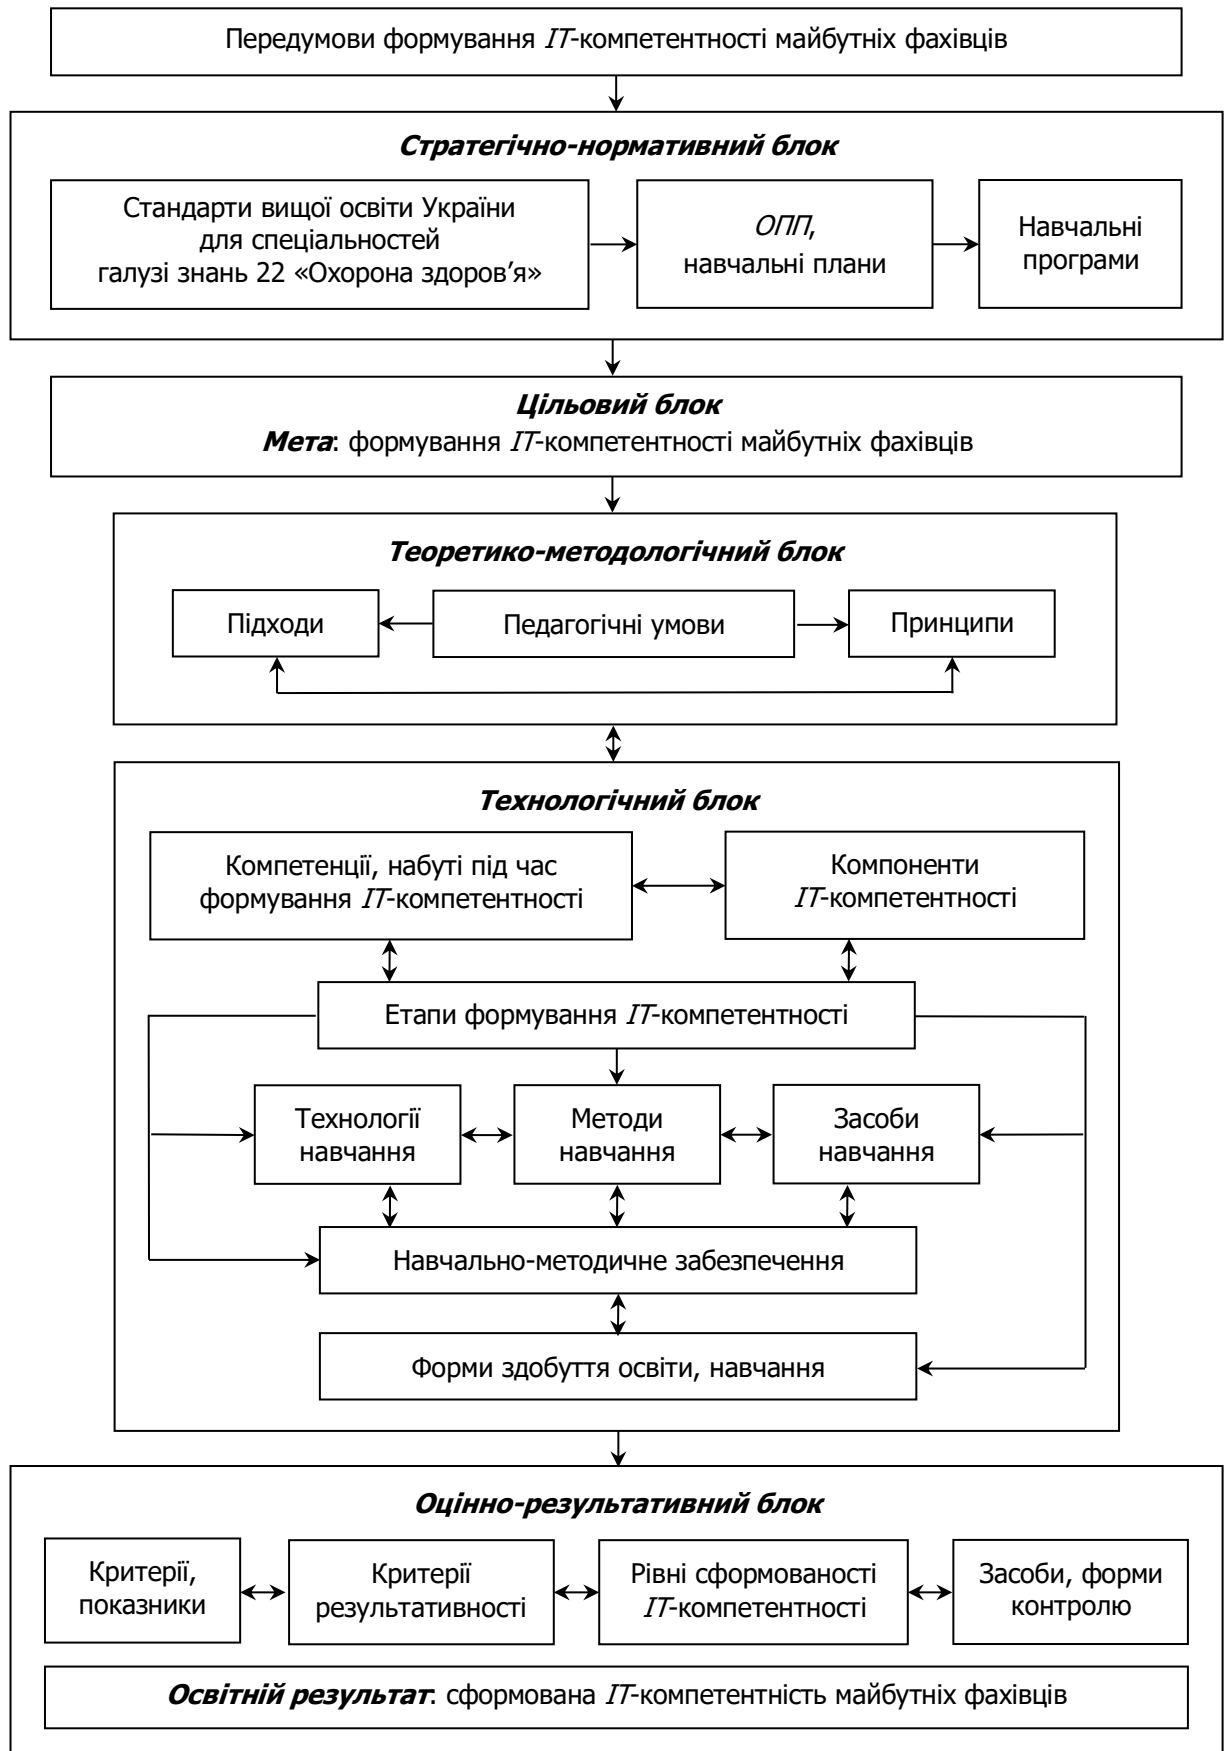 Передумови формування IT-компетентності майбутніх фахівців
Стратегічно-нормативний блок
Стандарти вищої освіти України
для спеціальностей
галузі знань 22 «Охорона здоров’я»
ОПП,
навчальні плани
Навчальні
програми
Цільовий блок
Мета: формування IT-компетентності майбутніх фахівців
Теоретико-методологічний блок
Підходи
Педагогічні умови
Принципи
Технологічний блок
Компетенції, набуті під час
формування IT-компетентності
Компоненти
IT-компетентності
Етапи формування IT-компетентності
Технології
навчання
Методи
навчання
Засоби
навчання
Навчально-методичне забезпечення
Форми здобуття освіти, навчання
Оцінно-результативний блок
Критерії,
показники
Критерії
результативності
Рівні сформованості
IT-компетентності
Засоби, форми
контролю
Освітній результат: сформована IT-компетентність майбутніх фахівців